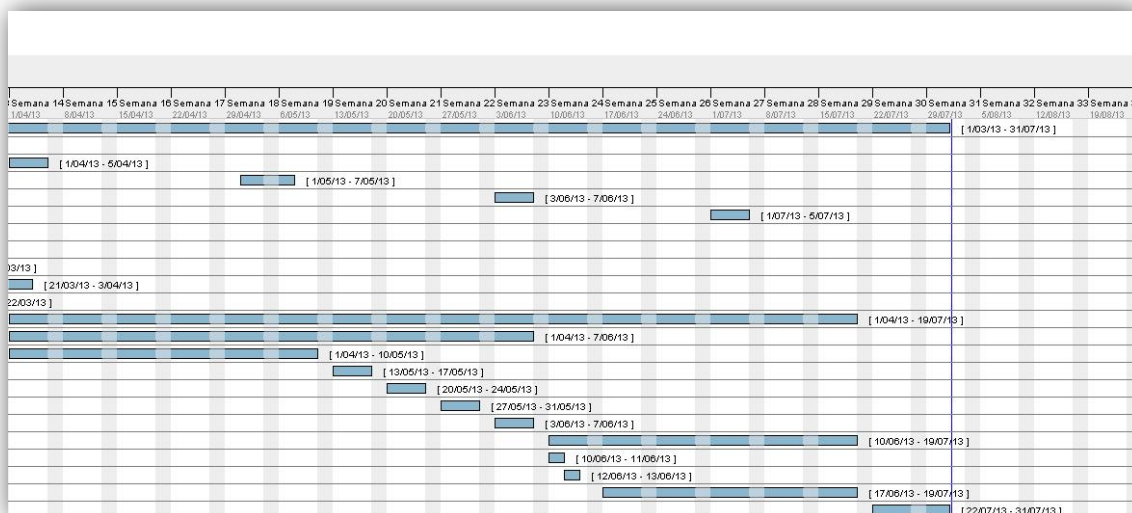 Semana 14 Semana 15 Semana 16 Semana 17 Semana 18 Semana 19 Semana 20 Semana 21 Semana 22 Semana 23 Semana 24 Semana 25 Semana 26 Semana 27 Semana 28 Semana 29 Semana 30 Semana 31 Semana 32 Semana 33 Semana
1/04/13 8/04/13 15/04/13 22/04/13 29/04/13 6/05/13 13/05/13 20/05/13 27/05/13 3/06/13 10/06/13 17/06/13 24/06/13 1/07/13 8/07/13 15/07/13 22/07/13 29/07/13 5/08/13 12/08/13 19/08/13
[ 1/03/13 - 31/07/13 ]
[ 1/04/13 - 5/04/13 ]
[ 1/05/13 - 7/05/13 ]
[ 3/06/13 - 7/06/13 ]
[ 1/07/13 - 5/07/13 ]
03/13 ]
[ 21/03/13 - 3/04/13 ]
22/03/13 ]
[ 1/04/13 - 19/07/13 ]
[ 1/04/13 - 7/06/13 ]
[ 1/04/13 - 10/05/13 ]
[ 13/05/13 - 17/05/13 ]
[ 20/05/13 - 24/05/13 ]
[ 27/05/13 - 31/05/13 ]
[ 3/06/13 - 7/06/13 ]
[ 10/06/13 - 19/07/13 ]
[ 10/06/13 - 11/06/13 ]
[ 12/06/13 - 13/06/13 ]
[ 17/06/13 - 19/07/13 ]
[ 22/07/13 - 31/07/13 ]